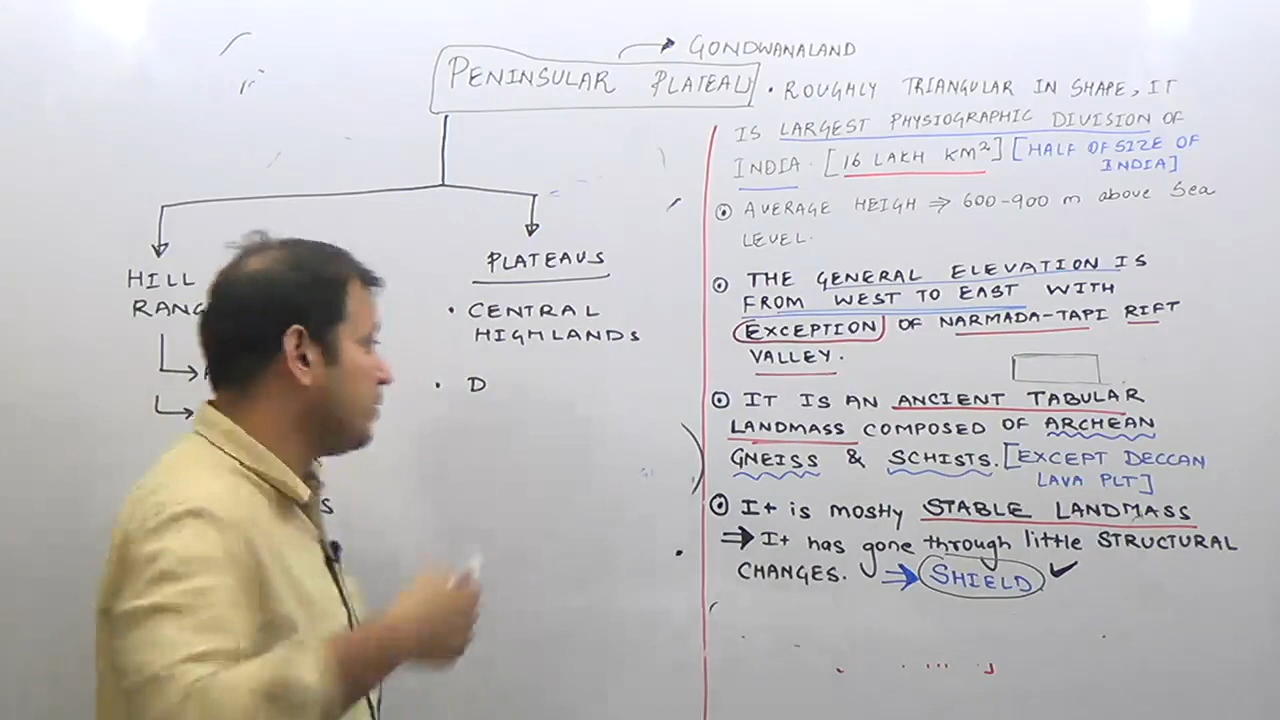 → GONDWANALAND
PENINSULAR PLATEAU
HILL
PLATEAUS
• CENTRAL
HIGHLANDS
• D
S
• ROUGHLY TRIANGULAR IN SHAPE, IT
IS LARGEST PHYSIOGRAPHIC DIVISION OF
INDIA. [16 LAKH KM²] [HALF OF SIZE OF
INDIA]
⊙ AVERAGE HEIGH ⇒ 600-900 m above Sea
LEVEL.
⊙ THE GENERAL ELEVATION IS
FROM WEST TO EAST WITH
EXCEPTION OF NARMADA-TAPI RIFT
VALLEY.
⊙ IT IS AN ANCIENT TABULAR
LANDMASS COMPOSED OF ARCHEAN
GNEISS & SCHISTS. [EXCEPT DECCAN
LAVA PLT]
⊙ It is mostly STABLE LANDMASS
⇒ It has gone through little STRUCTURAL
CHANGES. ⇒ SHIELD ✓